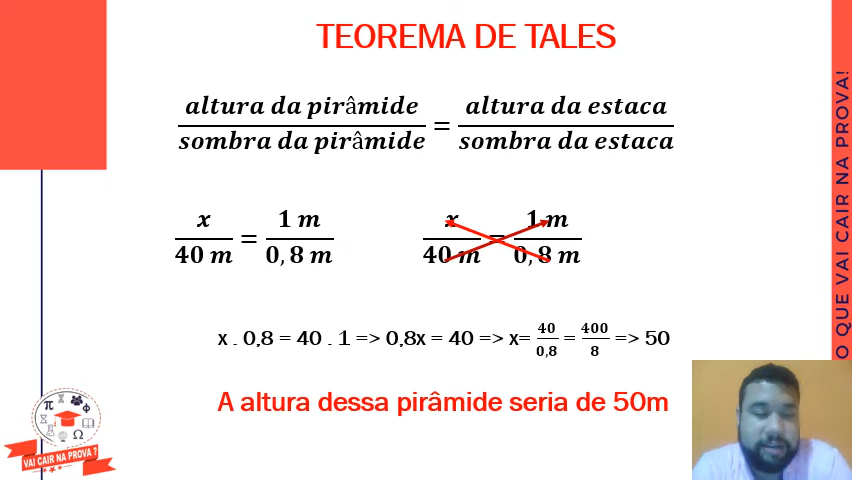 TEOREMA DE TALES
altura da pirâmide / sombra da pirâmide = altura da estaca / sombra da estaca
x / 40 m = 1 m / 0,8 m
x / 40 m = 1 m / 0,8 m
x . 0,8 = 40 . 1 => 0,8x = 40 => x= 40 / 0,8 = 400 / 8 => 50
A altura dessa pirâmide seria de 50m
VAI CAIR NA PROVA ?
O QUE VAI CAIR NA PROVA!